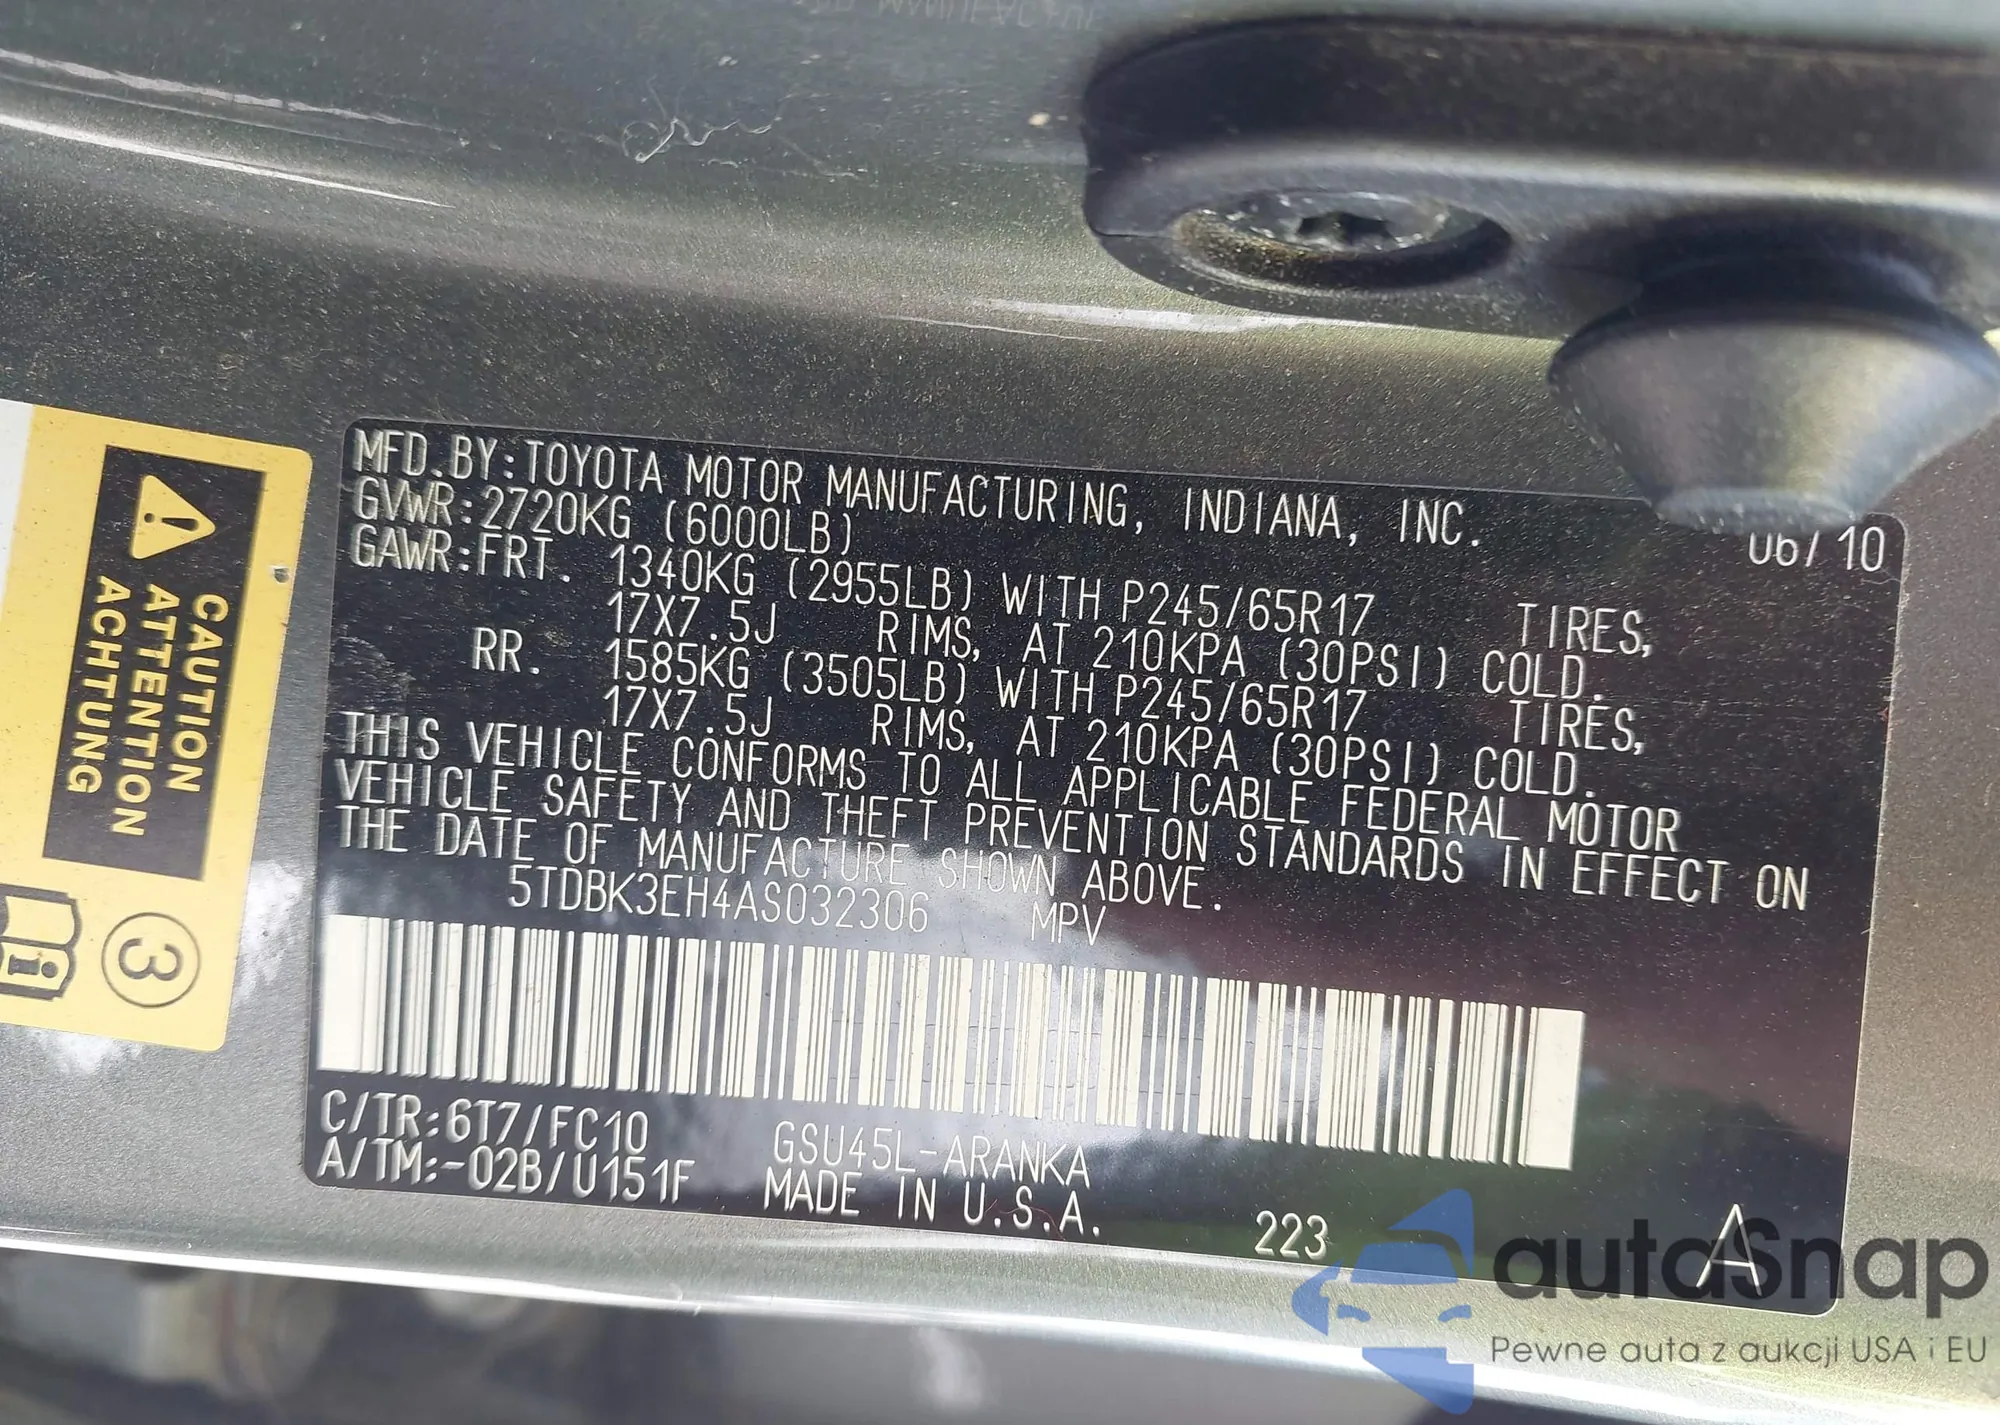 MFD.BY:TOYOTA MOTOR MANUFACTURING, INDIANA, INC.
06/10
GVWR:2720KG (6000LB)
GAWR:FRT. 1340KG (2955LB) WITH P245/65R17 TIRES,
17X7.5J RIMS, AT 210KPA (30PSI) COLD.
RR. 1585KG (3505LB) WITH P245/65R17 TIRES,
17X7.5J RIMS, AT 210KPA (30PSI) COLD.
THIS VEHICLE CONFORMS TO ALL APPLICABLE FEDERAL MOTOR
VEHICLE SAFETY AND THEFT PREVENTION STANDARDS IN EFFECT ON
THE DATE OF MANUFACTURE SHOWN ABOVE.
5TDBK3EH4AS032306 MPV
C/TR:6T7/FC10 GSU45L-ARANKA
A/TM:-02B/U151F MADE IN U.S.A.
223
A
CAUTION
ATTENTION
ACHTUNG
3
i
autoSnap
Pewne auta z aukcji USA i EU